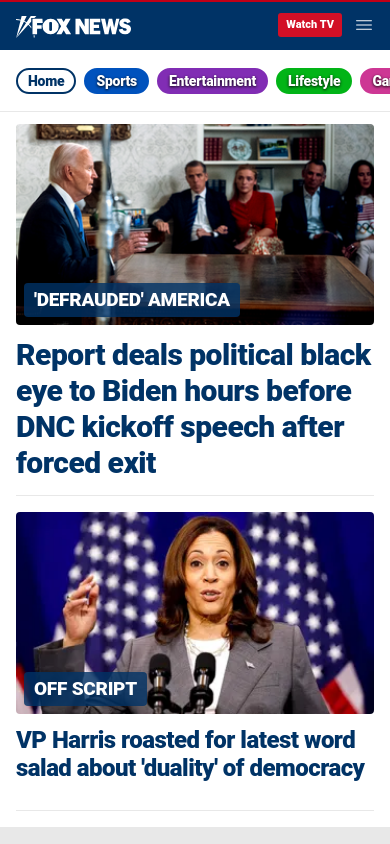 FOX NEWS
Watch TV
Home
Sports
Entertainment
Lifestyle
'DEFRAUDED' AMERICA
Report deals political black
eye to Biden hours before
DNC kickoff speech after
forced exit
OFF SCRIPT
VP Harris roasted for latest word
salad about 'duality' of democracy